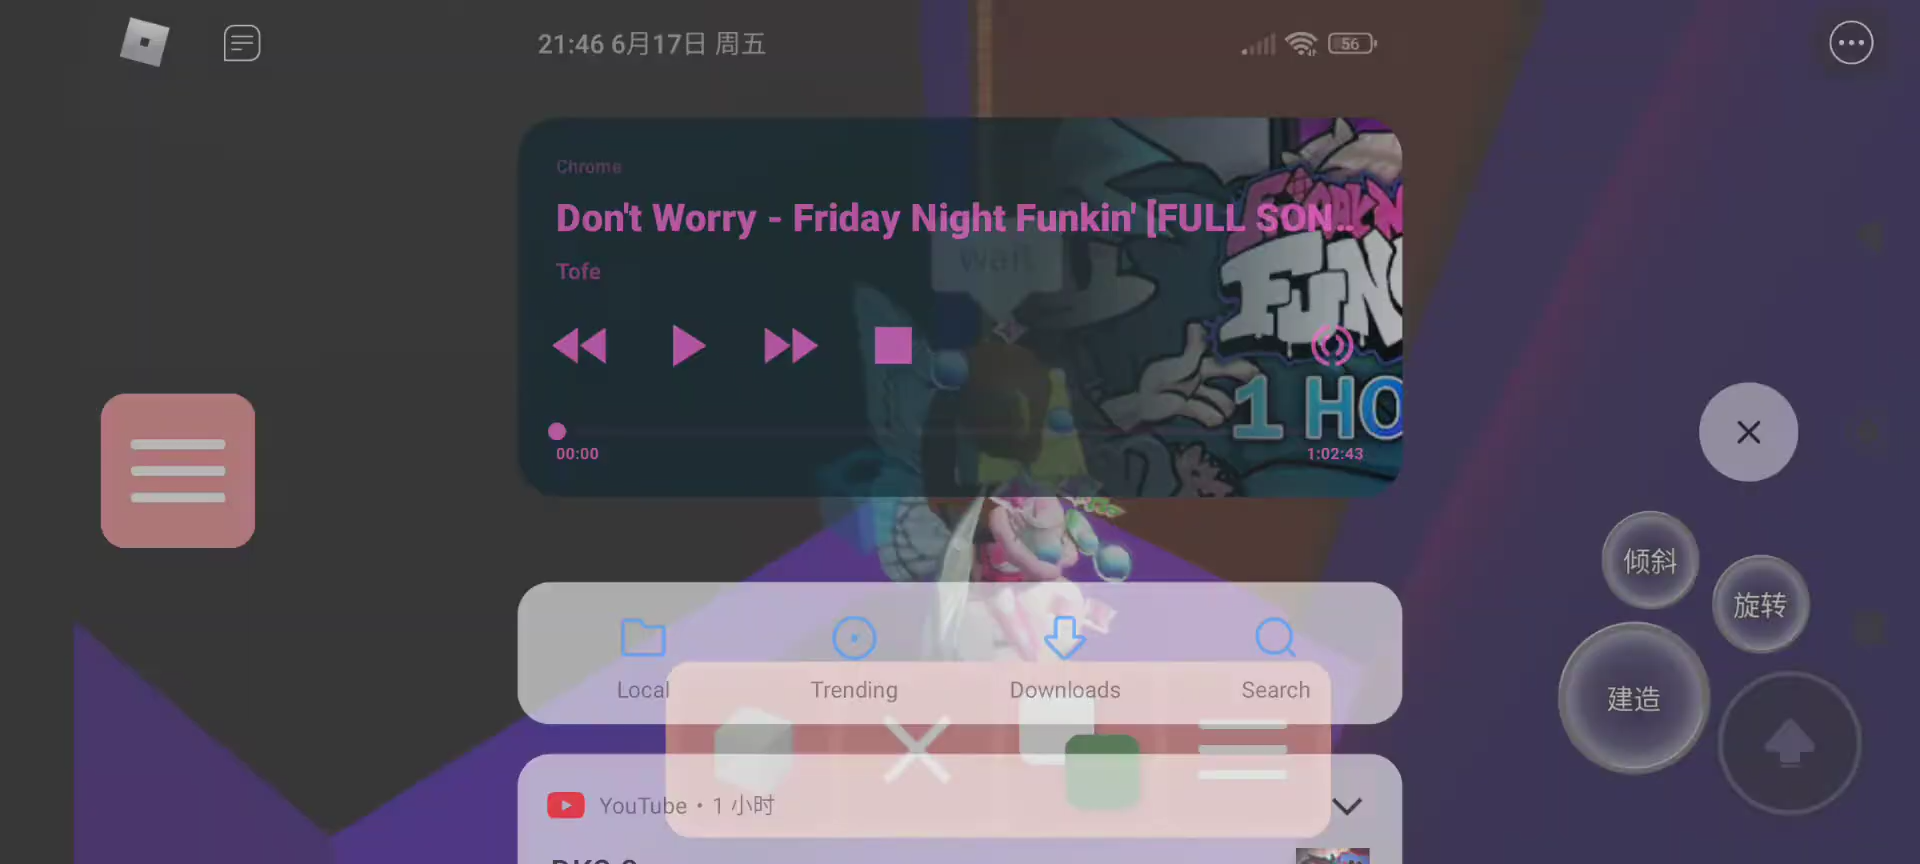 21:46 6月17日 周五
56
Chrome
Don't Worry - Friday Night Funkin' [FULL SON…
Tofe
wait
FUN
1 HO
00:00
1:02:43
倾斜
旋转
建造
Local
Trending
Downloads
Search
YouTube • 1 小时